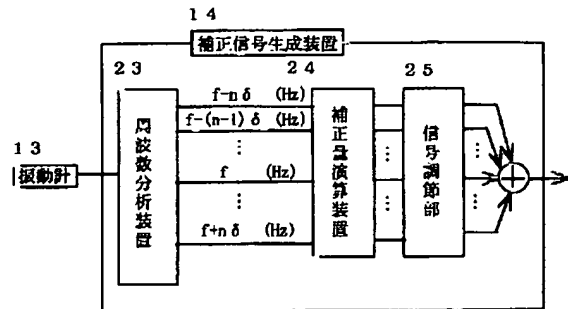 14
補正信号生成装置
23
24
25
f-nδ (Hz)
f-(n-1)δ (Hz)
⋮
f (Hz)
⋮
f+nδ (Hz)
13
振動計
周波数分析装置
補正量演算装置
⋮
⋮
信号調節部
⋮
⋮
⋮
⋮